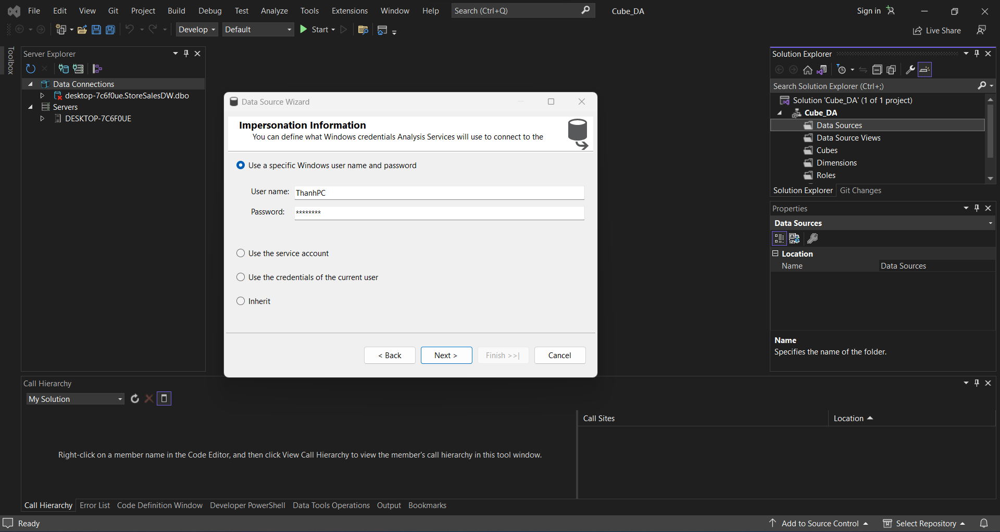 File Edit View Git Project Build Debug Test Analyze Tools Extensions Window Help Search (Ctrl+Q) Cube_DA Sign in
Develop Default Start Live Share
Toolbox
Server Explorer
Data Connections
desktop-7c6f0ue.StoreSalesDW.dbo
Servers
DESKTOP-7C6F0UE
Data Source Wizard
Impersonation Information
You can define what Windows credentials Analysis Services will use to connect to the
Use a specific Windows user name and password
User name: ThanhPC
Password: ********
Use the service account
Use the credentials of the current user
Inherit
< Back Next > Finish >>| Cancel
Solution Explorer
Search Solution Explorer (Ctrl+;)
Solution 'Cube_DA' (1 of 1 project)
Cube_DA
Data Sources
Data Source Views
Cubes
Dimensions
Roles
Solution Explorer Git Changes
Properties
Data Sources
Location
Name Data Sources
Name
Specifies the name of the folder.
Call Hierarchy
My Solution
Call Sites Location
Right-click on a member name in the Code Editor, and then click View Call Hierarchy to view the member's call hierarchy in this tool window.
Call Hierarchy Error List Code Definition Window Developer PowerShell Data Tools Operations Output Bookmarks
Ready Add to Source Control Select Repository